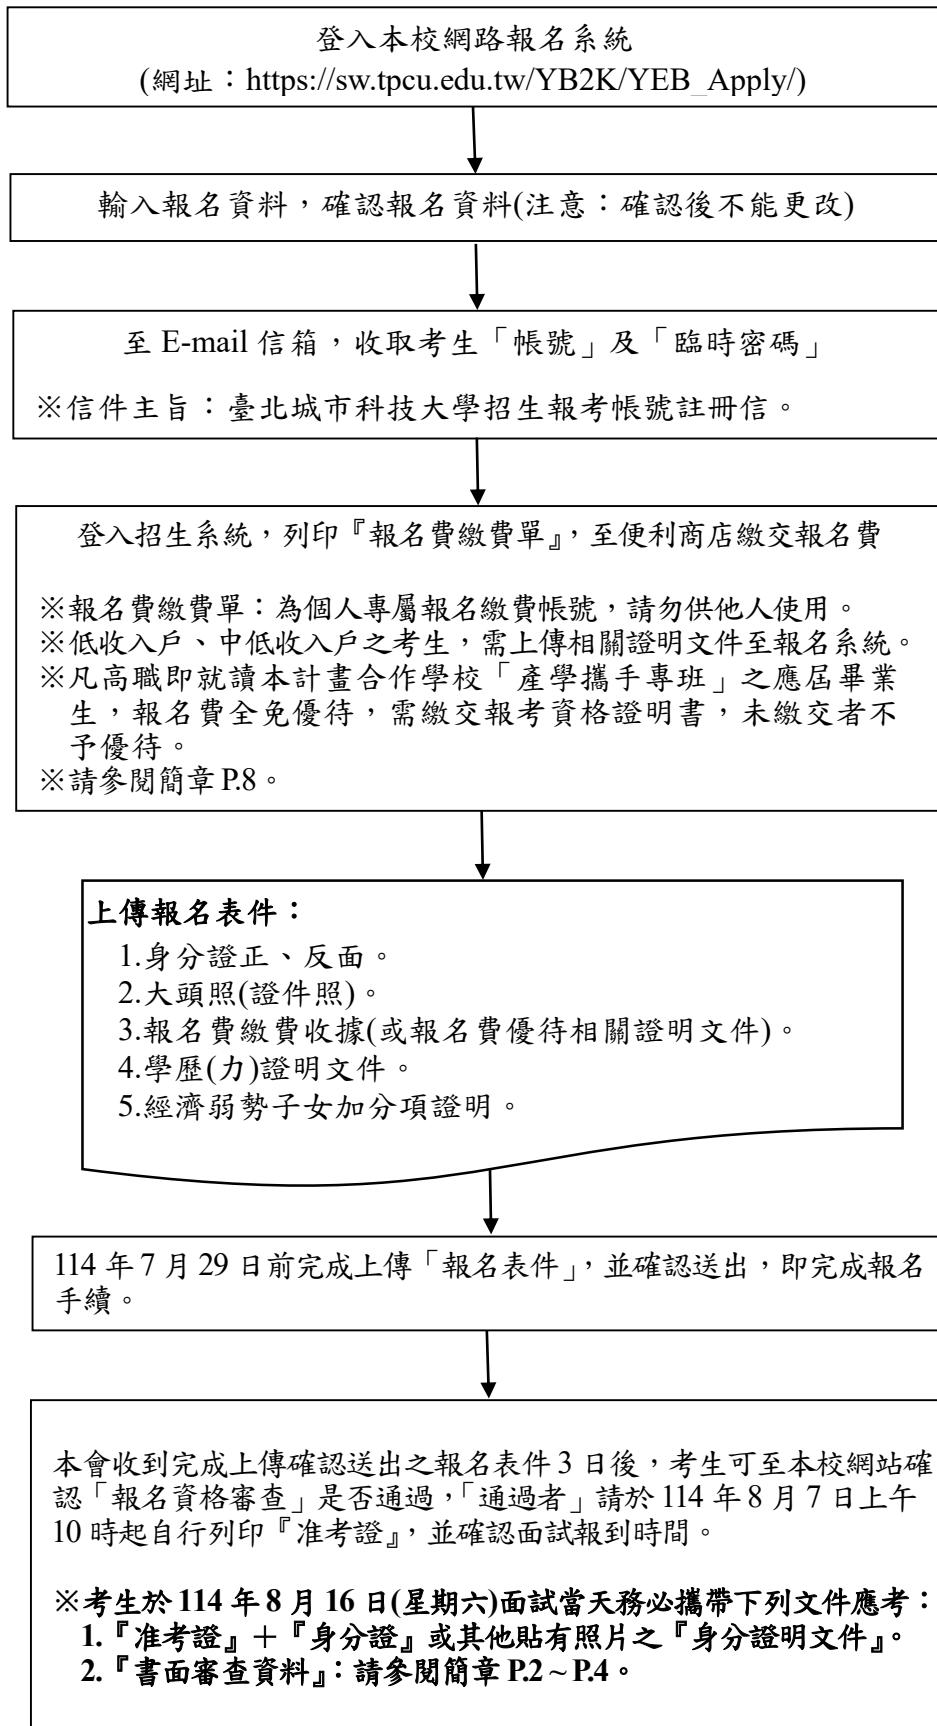 登入本校網路報名系統
(網址：https://sw.tpcu.edu.tw/YB2K/YEB_Apply/)
輸入報名資料，確認報名資料(注意：確認後不能更改)
至 E-mail 信箱，收取考生「帳號」及「臨時密碼」
※信件主旨：臺北城市科技大學招生報考帳號註冊信。
登入招生系統，列印『報名費繳費單』，至便利商店繳交報名費
※報名費繳費單：為個人專屬報名繳費帳號，請勿供他人使用。
※低收入戶、中低收入戶之考生，需上傳相關證明文件至報名系統。
※凡高職即就讀本計畫合作學校「產學攜手專班」之應屆畢業
生，報名費全免優待，需繳交報考資格證明書，未繳交者不
予優待。
※請參閱簡章 P.8。
上傳報名表件：
1.身分證正、反面。
2.大頭照(證件照)。
3.報名費繳費收據(或報名費優待相關證明文件)。
4.學歷(力)證明文件。
5.經濟弱勢子女加分項證明。
114 年 7 月 29 日前完成上傳「報名表件」，並確認送出，即完成報名
手續。
本會收到完成上傳確認送出之報名表件 3 日後，考生可至本校網站確
認「報名資格審查」是否通過，「通過者」請於 114 年 8 月 7 日上午
10 時起自行列印『准考證』，並確認面試報到時間。
※考生於 114 年 8 月 16 日(星期六)面試當天務必攜帶下列文件應考：
1.『准考證』＋『身分證』或其他貼有照片之『身分證明文件』。
2.『書面審查資料』：請參閱簡章 P.2 ~ P.4。